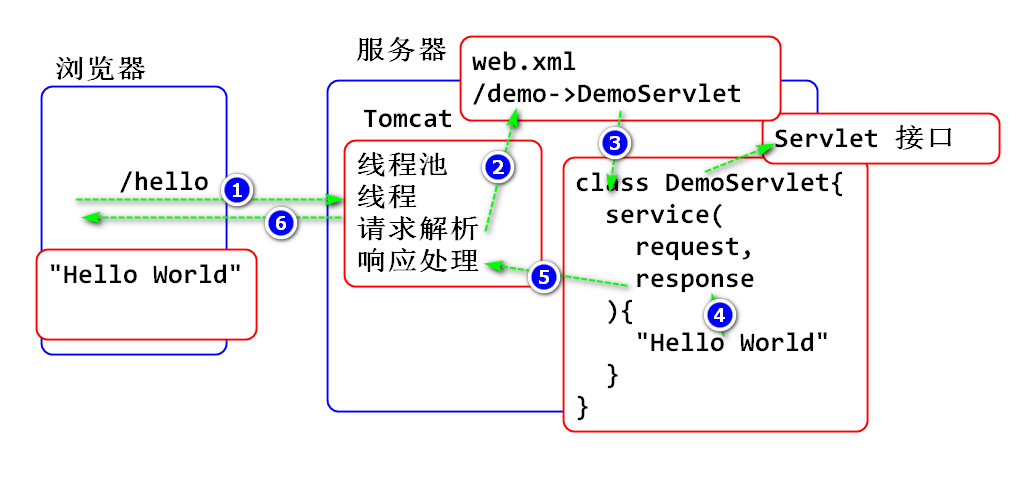 浏览器
服务器
web.xml
/demo->DemoServlet
Tomcat
线程池
线程
请求解析
响应处理
/hello
1
2
3
4
5
6
"Hello World"
Servlet 接口
class DemoServlet{
service(
request,
response
){
"Hello World"
}
}